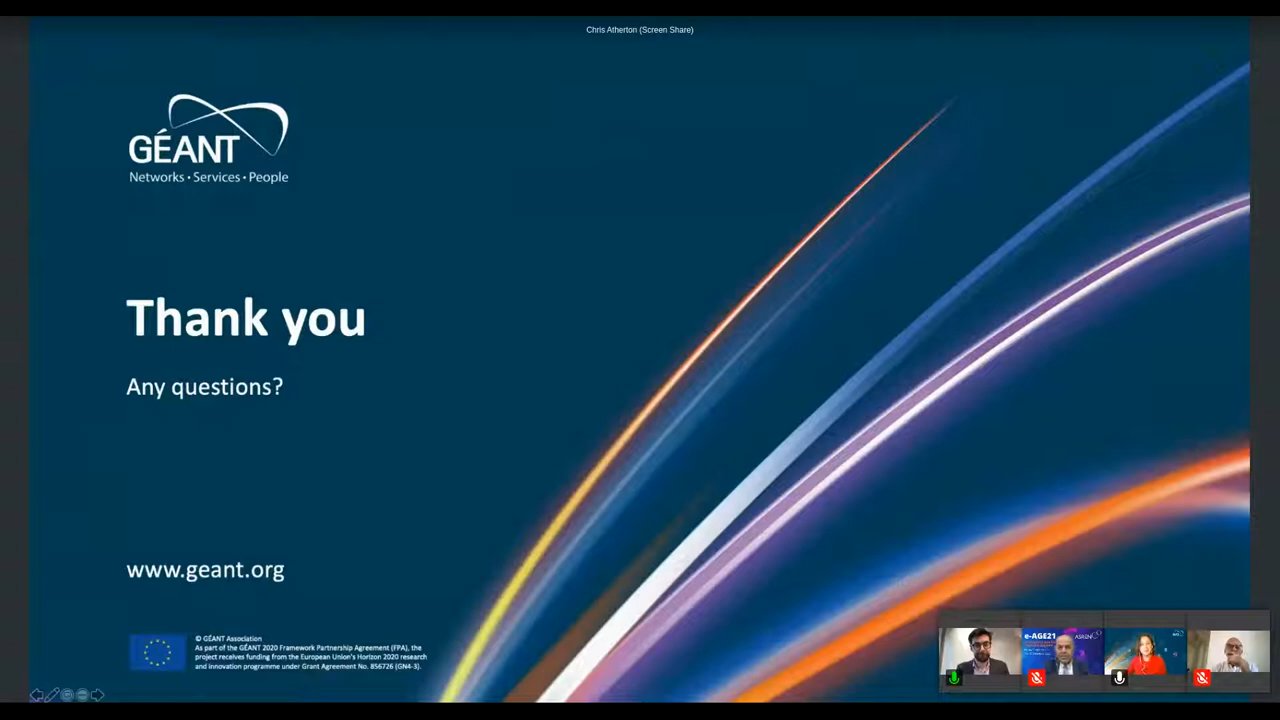 Chris Atherton (Screen Share)
GÉANT
Networks • Services • People
Thank you
Any questions?
www.geant.org
© GÉANT Association
As part of the GÉANT 2020 Framework Partnership Agreement (FPA), the
project receives funding from the European Union's Horizon 2020 research
and innovation programme under Grant Agreement No. 856726 (GN4-3).
e-AGE21
ASREN